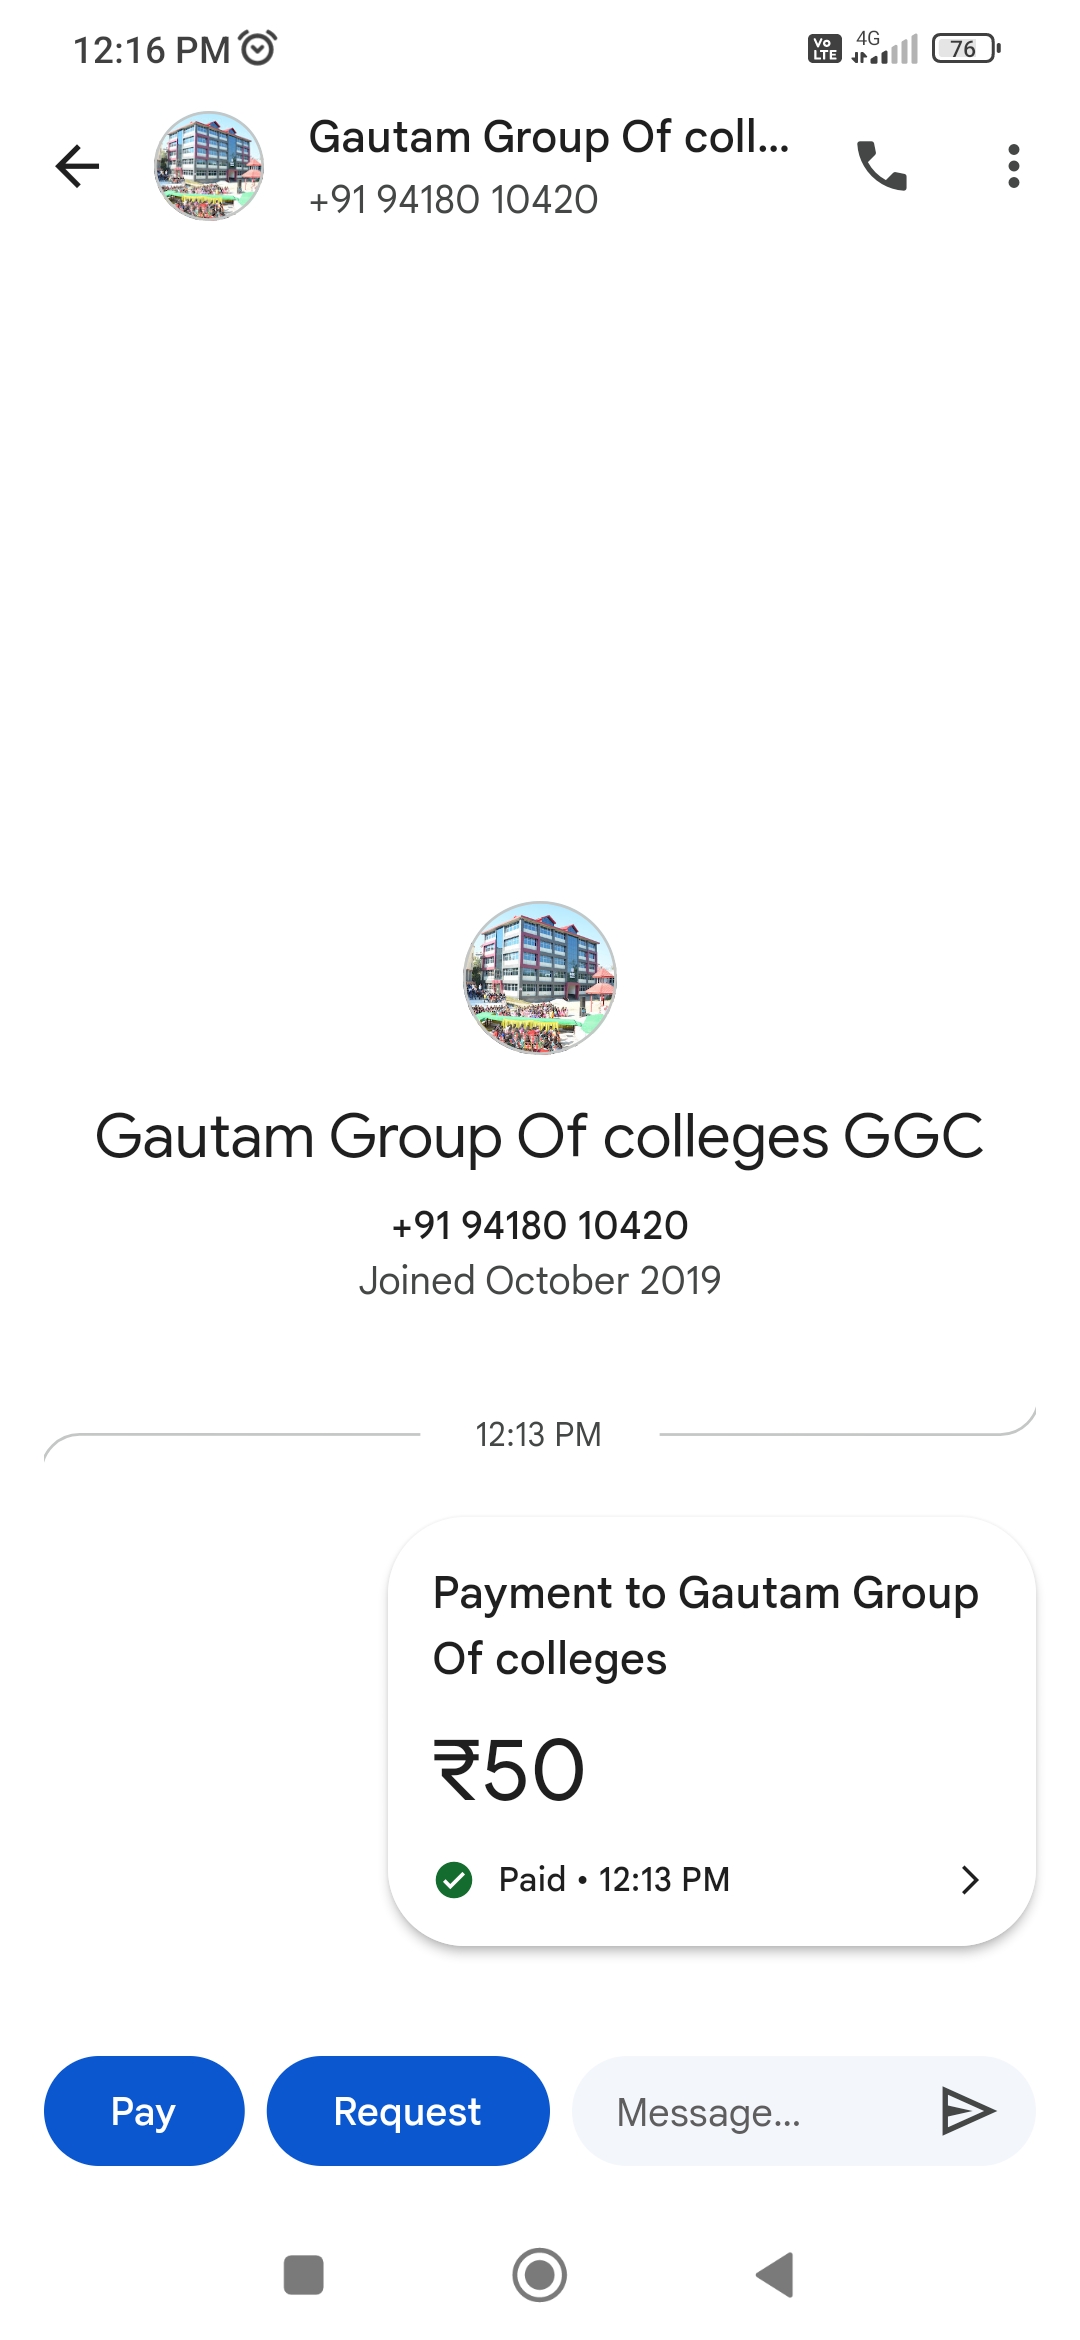 12:16 PM
Vo LTE 4G 76
Gautam Group Of coll...
+91 94180 10420
Gautam Group Of colleges GGC
+91 94180 10420
Joined October 2019
12:13 PM
Payment to Gautam Group
Of colleges
₹50
Paid • 12:13 PM
Pay
Request
Message...